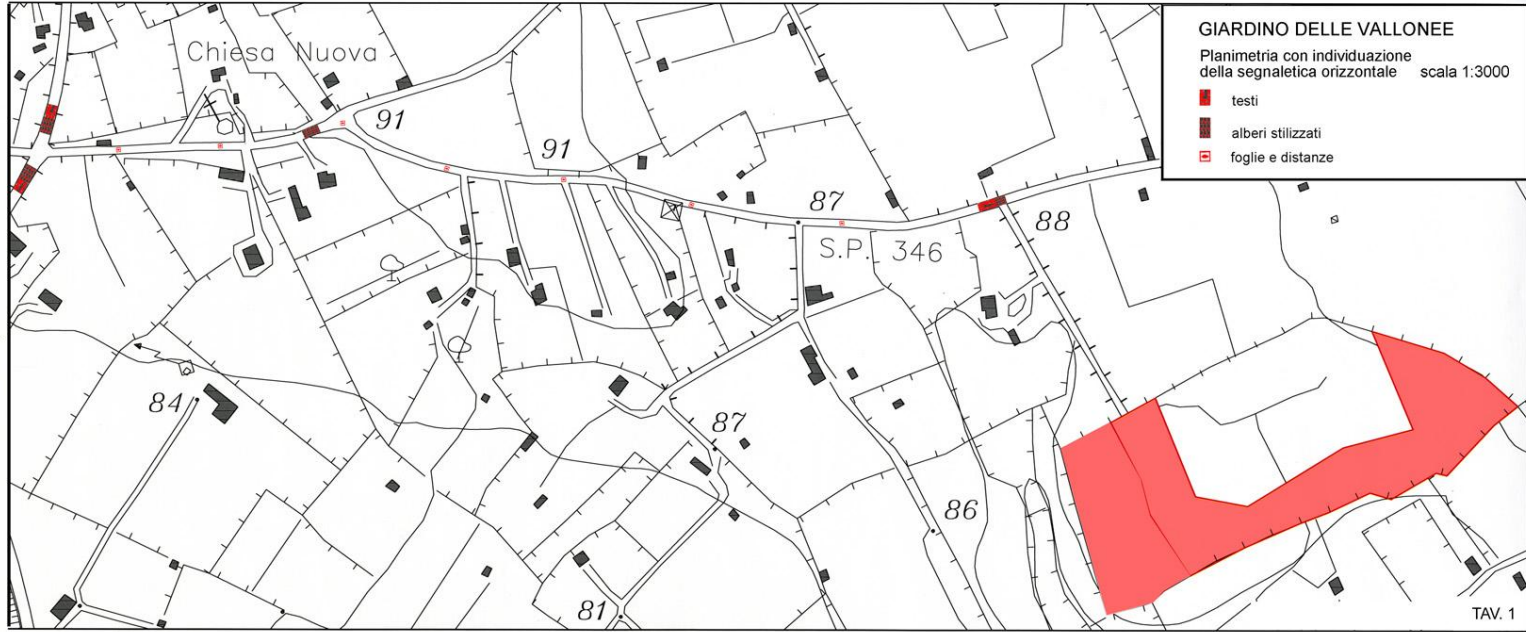 GIARDINO DELLE VALLONEE
Planimetria con individuazione
della segnaletica orizzontale scala 1:3000
testi
alberi stilizzati
foglie e distanze
Chiesa Nuova
91
91
87
88
S.P. 346
84
87
86
81
TAV. 1